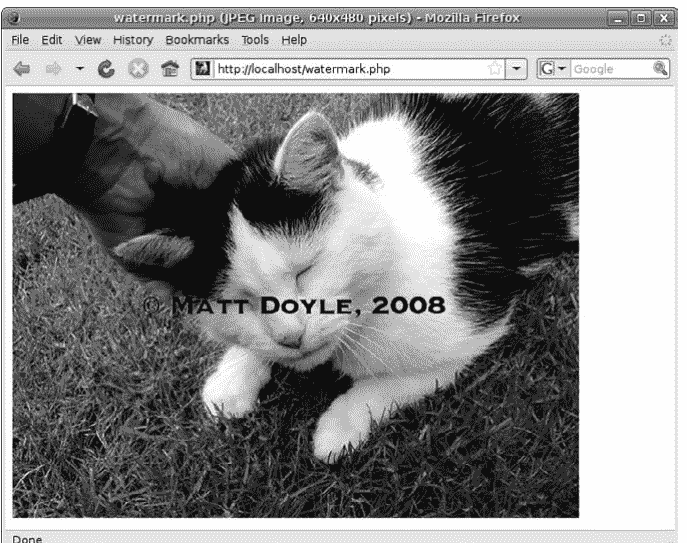 watermark.php (JPEG Image, 640x480 pixels) - Mozilla Firefox
File Edit View History Bookmarks Tools Help
http://localhost/watermark.php
G Google
© MATT DOYLE, 2008
Done